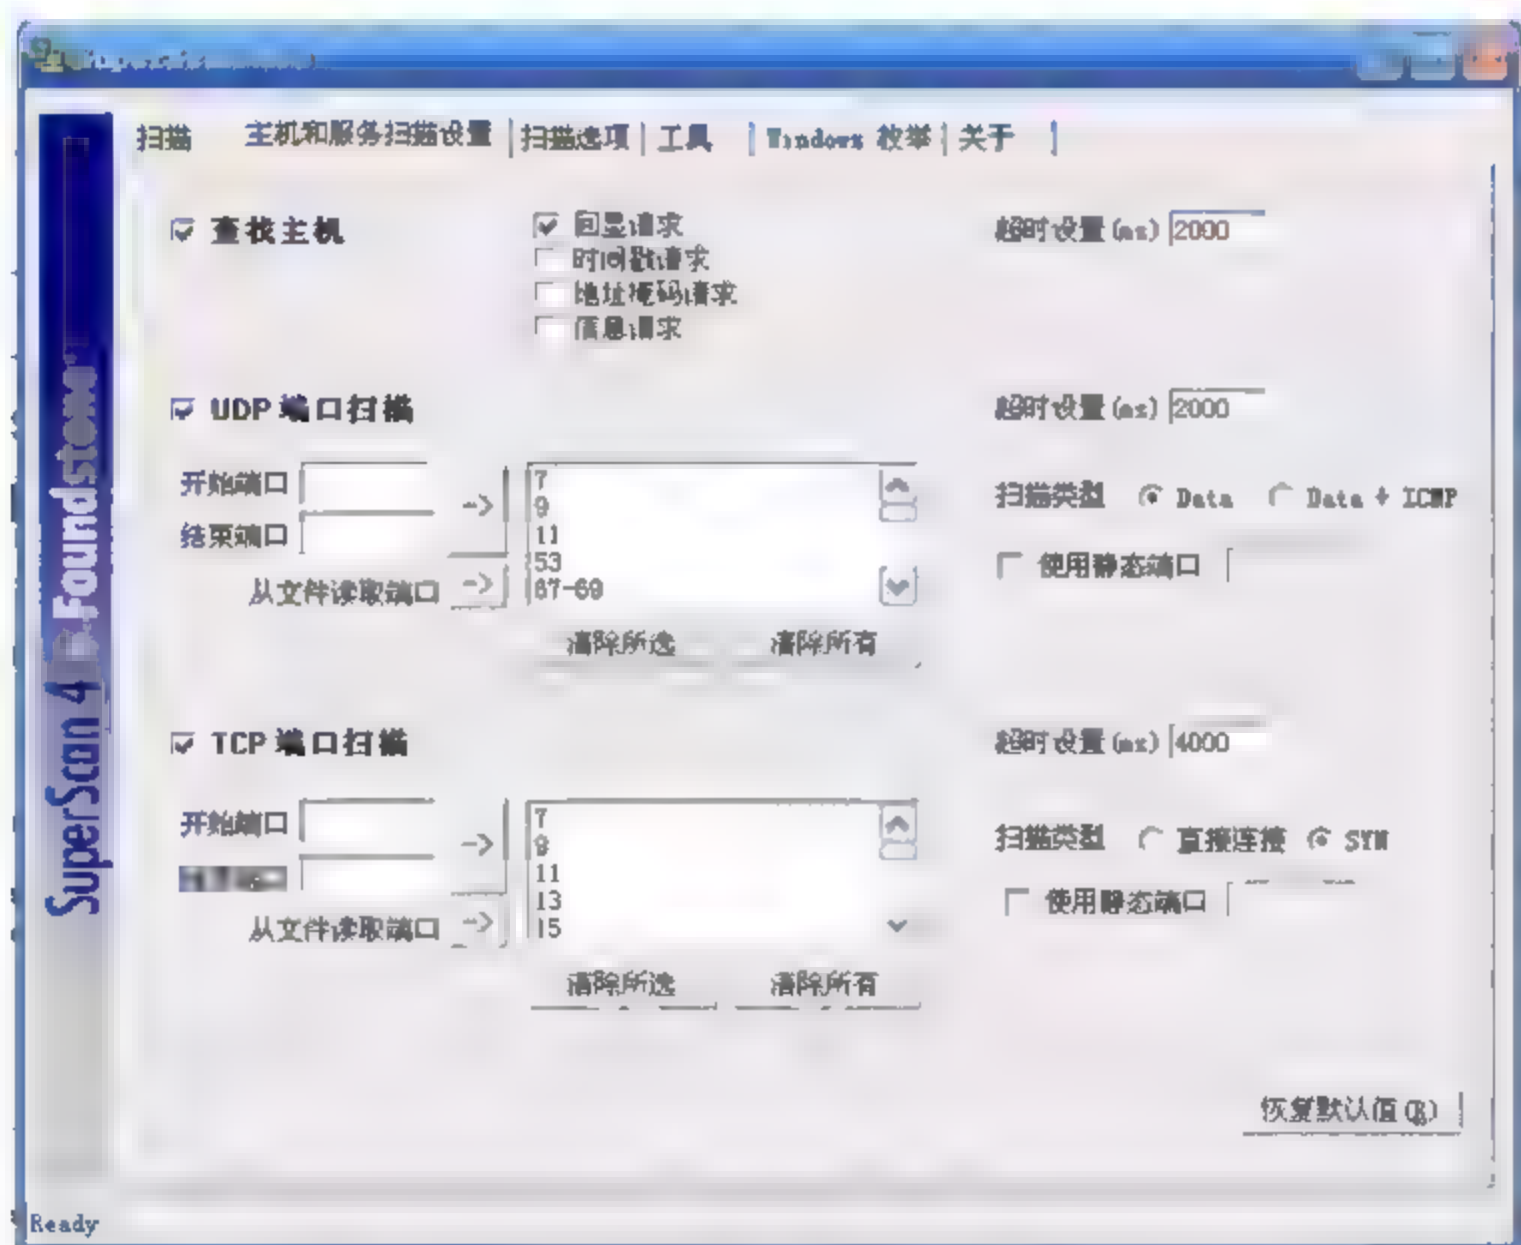 扫描 主机和服务扫描设置 扫描选项 工具 Windows 枚举 关于
查找主机 回显请求 超时设置(ms) 2000
时间戳请求
地址掩码请求
信息请求
UDP 端口扫描 超时设置(ms) 2000
开始端口 -> 7
9
11
53
67-69
扫描类型 Data Data + ICMP
结束端口
使用静态端口
从文件读取端口 ->
清除所选 清除所有
TCP 端口扫描 超时设置(ms) 4000
开始端口 -> 7
9
11
13
15
扫描类型 直接连接 SYN
使用静态端口
从文件读取端口 ->
清除所选 清除所有
恢复默认值(R)
SuperScan 4 Foundstone
Ready